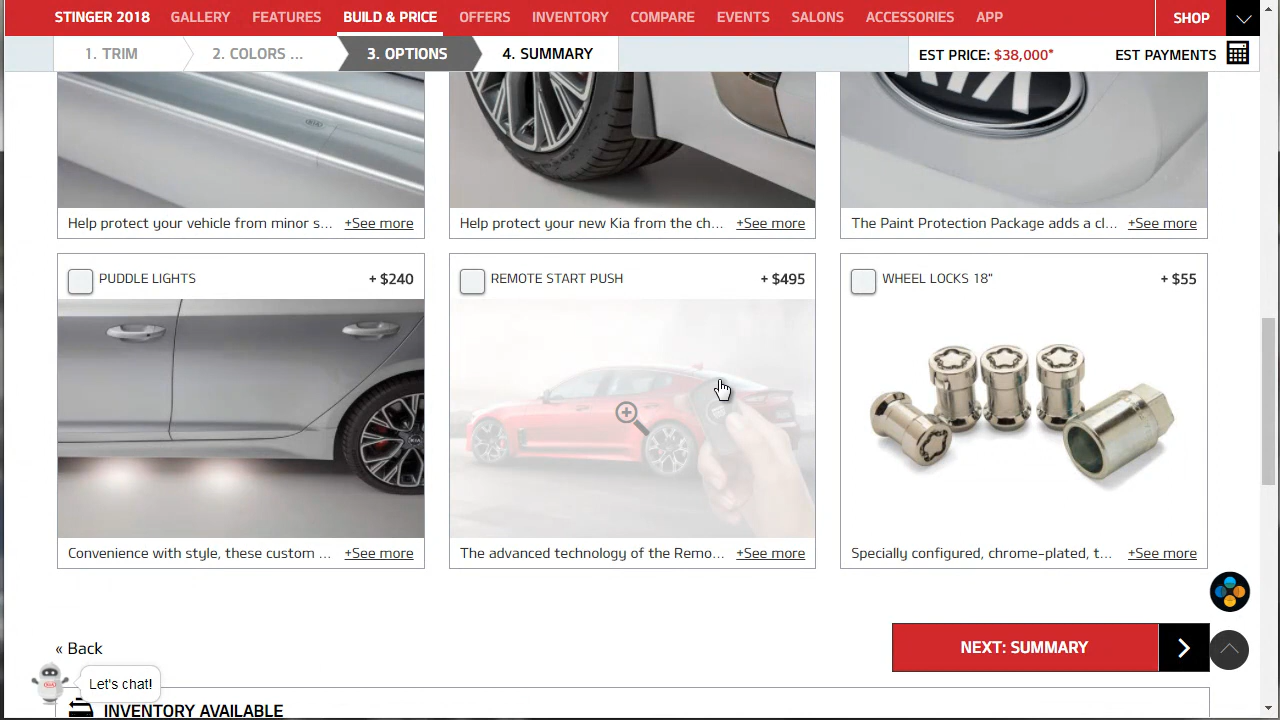 STINGER 2018 GALLERY FEATURES BUILD & PRICE OFFERS INVENTORY COMPARE EVENTS SALONS ACCESSORIES APP SHOP
1. TRIM 2. COLORS ... 3. OPTIONS 4. SUMMARY EST PRICE: $38,000* EST PAYMENTS
KIA
KIA
Help protect your vehicle from minor s... +See more
Help protect your new Kia from the ch... +See more
The Paint Protection Package adds a cl... +See more
PUDDLE LIGHTS + $240
REMOTE START PUSH + $495
WHEEL LOCKS 18" + $55
Convenience with style, these custom ... +See more
The advanced technology of the Remo... +See more
Specially configured, chrome-plated, t... +See more
« Back
NEXT: SUMMARY
Let's chat!
INVENTORY AVAILABLE